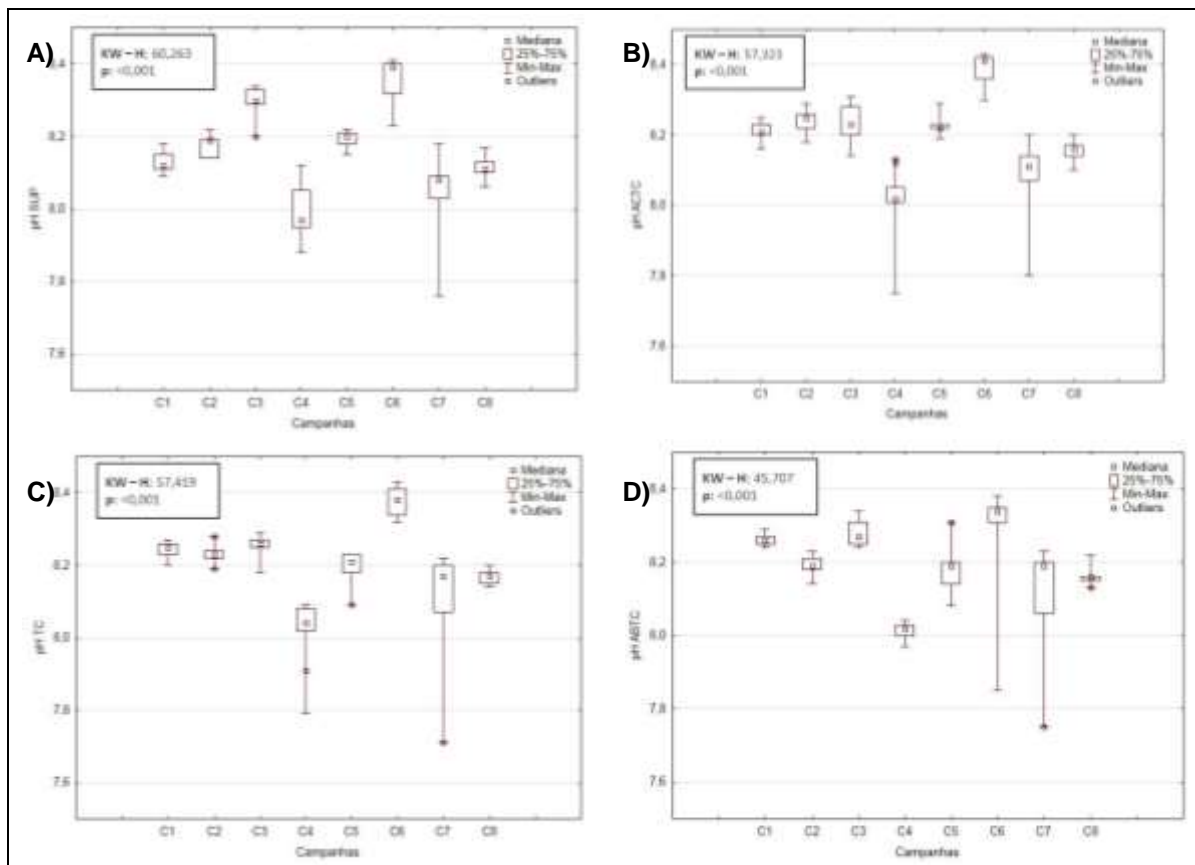 A)
KW – H: 60,263
p: <0,001
Mediana
25%-75%
Min-Max
Outliers
8,4
8,2
8,0
7,8
7,6
pH SUP
C1 C2 C3 C4 C5 C6 C7 C8
Campanhas
B)
KW – H: 57,323
p: <0,001
Mediana
25%-75%
Min-Max
Outliers
8,4
8,2
8,0
7,8
7,6
pH ACTC
C1 C2 C3 C4 C5 C6 C7 C8
Campanhas
C)
KW – H: 57,419
p: <0,001
Mediana
25%-75%
Min-Max
Outliers
8,4
8,2
8,0
7,8
7,6
pH TC
C1 C2 C3 C4 C5 C6 C7 C8
Campanhas
D)
KW – H: 45,707
p: <0,001
Mediana
25%-75%
Min-Max
Outliers
8,4
8,2
8,0
7,8
7,6
pH ABTC
C1 C2 C3 C4 C5 C6 C7 C8
Campanhas